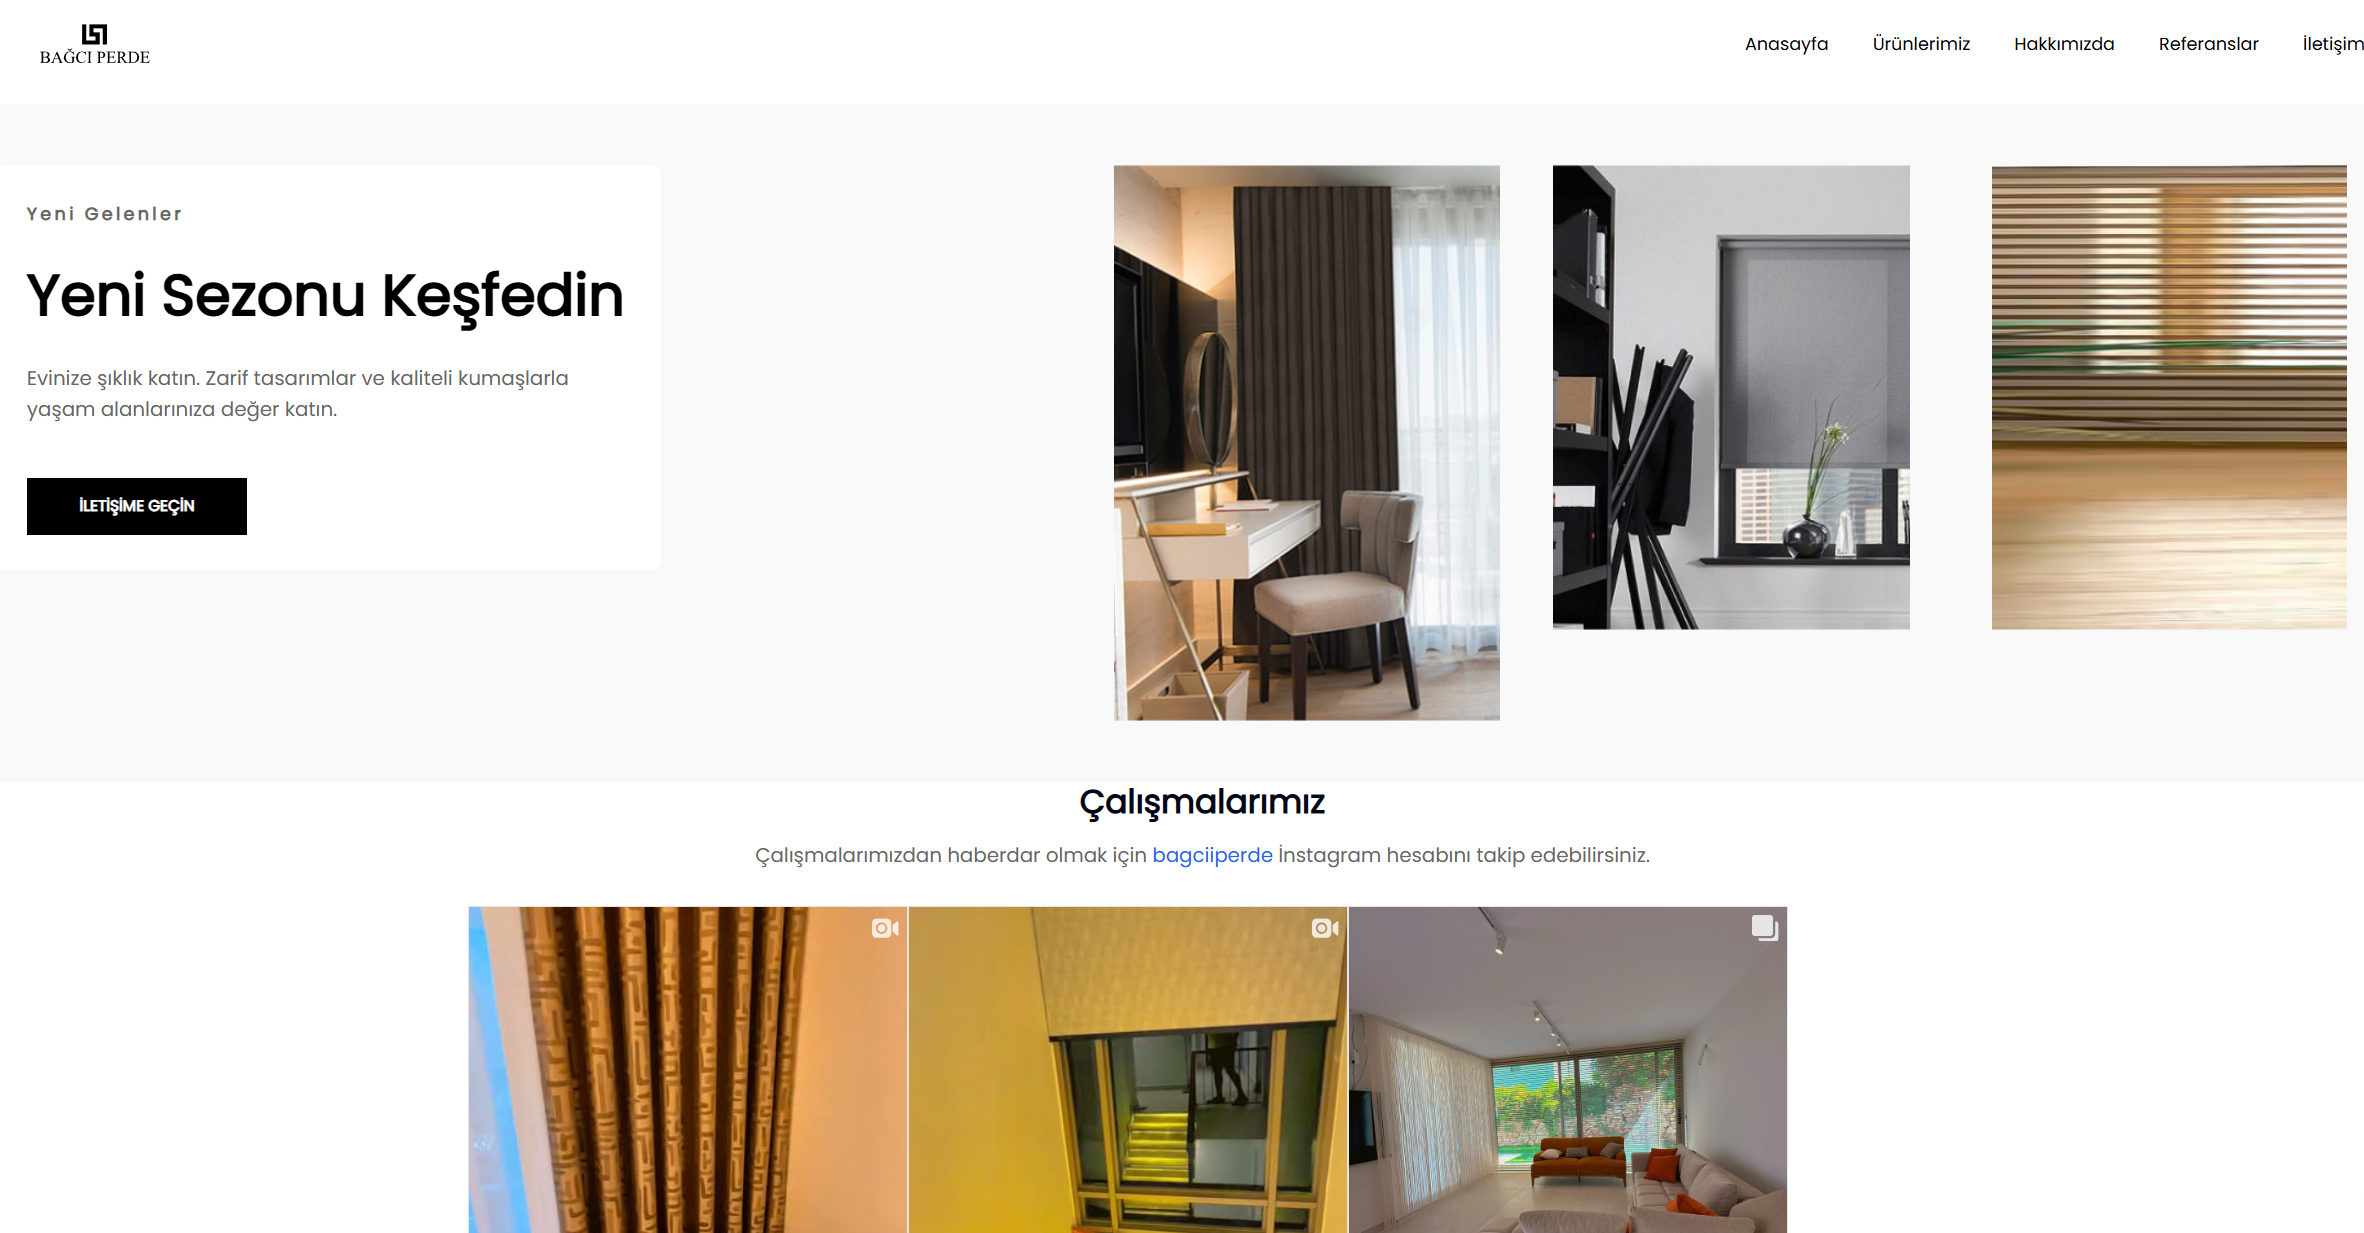 BAĞCI PERDE
Anasayfa Ürünlerimiz Hakkımızda Referanslar İletişim
Yeni Gelenler
Yeni Sezonu Keşfedin
Evinize şıklık katın. Zarif tasarımlar ve kaliteli kumaşlarla
yaşam alanlarınıza değer katın.
İLETİŞİME GEÇİN
Çalışmalarımız
Çalışmalarımızdan haberdar olmak için bagciiperde İnstagram hesabını takip edebilirsiniz.